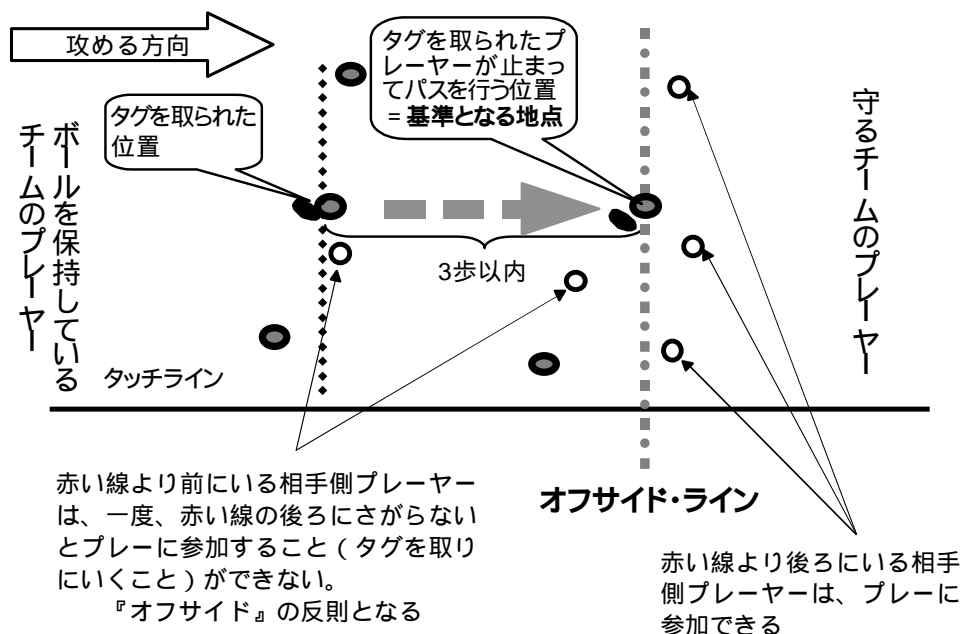 攻める方向
タグを取られたプ
レーヤーが止まっ
てパスを行う位置
=基準となる地点
タグを取られた
位置
ボールを保持している
チームのプレーヤー
守るチームのプレーヤー
3歩以内
タッチライン
オフサイド・ライン
赤い線より前にいる相手側プレーヤー
は、一度、赤い線の後ろにさがらない
とプレーに参加すること(タグを取り
にいくこと)ができない。
『オフサイド』の反則となる
赤い線より後ろにいる相手
側プレーヤーは、プレーに
参加できる